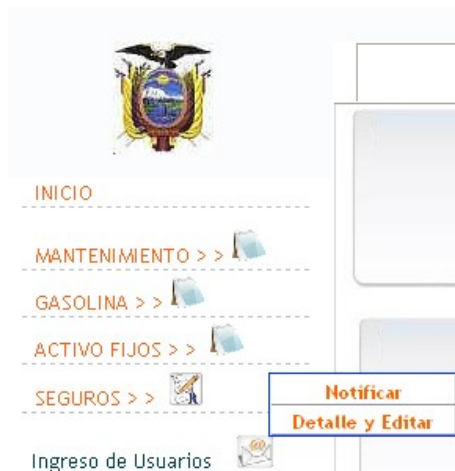 INICIO
MANTENIMIENTO > >
GASOLINA > >
ACTIVO FIJOS > >
SEGUROS > >
Notificar
Detalle y Editar
Ingreso de Usuarios